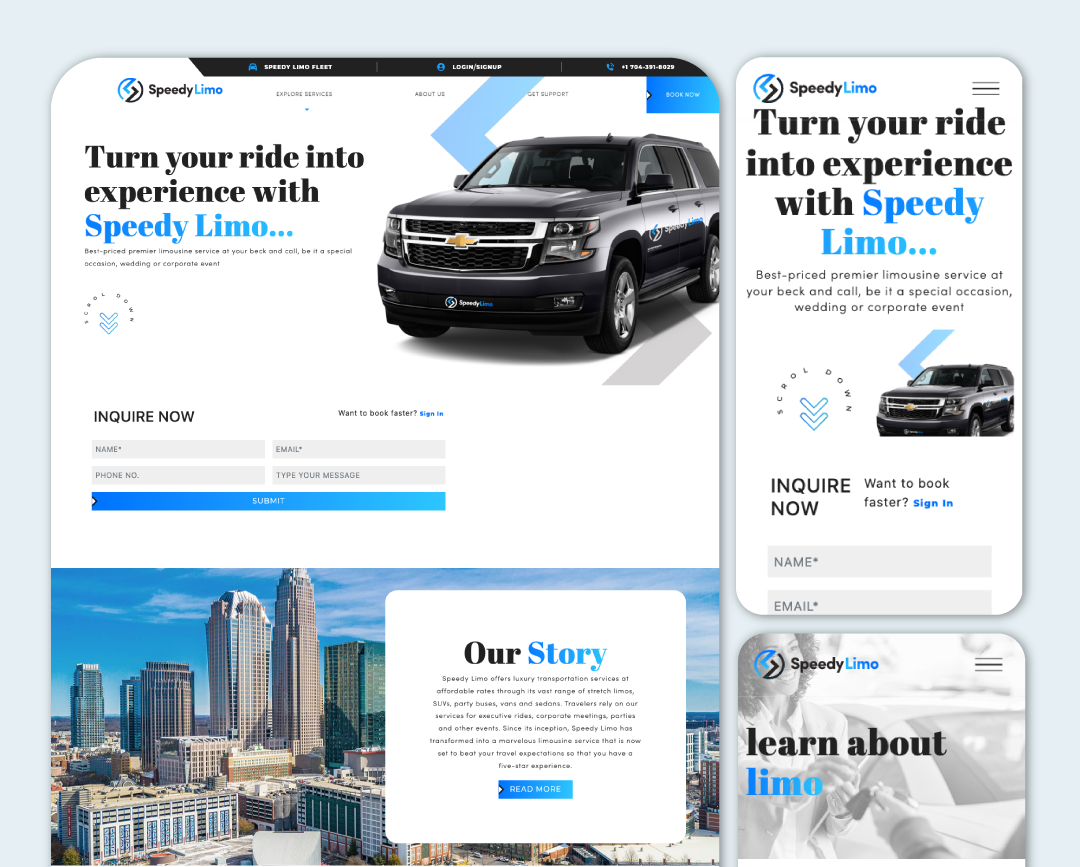 SPEEDY LIMO FLEET
LOGIN/SIGNUP
+1 704-391-8029
SpeedyLimo
EXPLORE SERVICES
ABOUT US
GET SUPPORT
BOOK NOW
Turn your ride into
experience with
Speedy Limo...
Best-priced premier limousine service at your beck and call, be it a special
occasion, wedding or corporate event
SCROL DOWN
SpeedyLimo
SpeedyLimo
INQUIRE NOW
Want to book faster? Sign In
NAME*
EMAIL*
PHONE NO.
TYPE YOUR MESSAGE
SUBMIT
Our Story
Speedy Limo offers luxury transportation services at
affordable rates through its vast range of stretch limos,
SUVs, party buses, vans and sedans. Travelers rely on our
services for executive rides, corporate meetings, parties
and other events. Since its inception, Speedy Limo has
transformed into a marvelous limousine service that is now
set to beat your travel expectations so that you have a
five-star experience.
READ MORE
SpeedyLimo
Turn your ride
into experience
with Speedy
Limo...
Best-priced premier limousine service at
your beck and call, be it a special occasion,
wedding or corporate event
SCROL DOWN
INQUIRE
NOW
Want to book
faster? Sign In
NAME*
EMAIL*
SpeedyLimo
learn about
limo